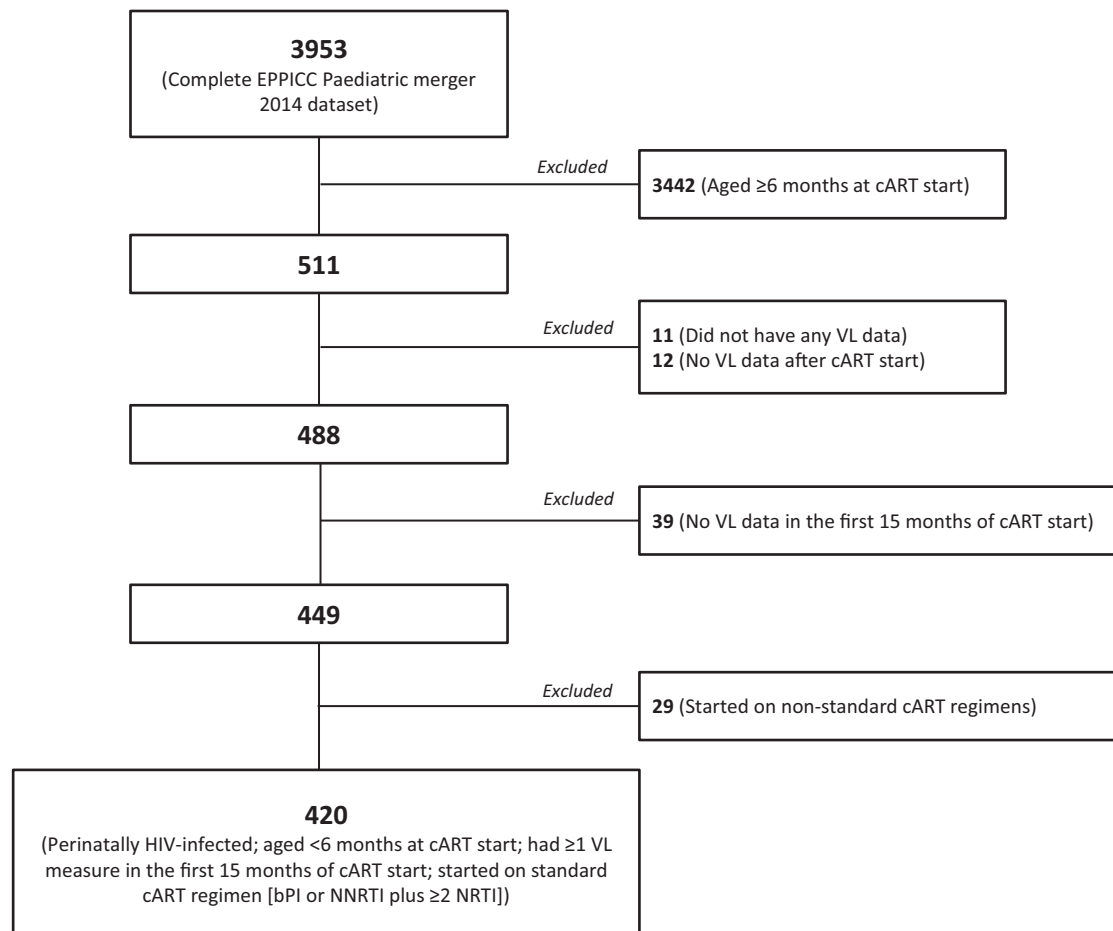 3953
(Complete EPPICC Paediatric merger
2014 dataset)
Excluded
3442 (Aged ≥6 months at cART start)
511
Excluded
11 (Did not have any VL data)
12 (No VL data after cART start)
488
Excluded
39 (No VL data in the first 15 months of cART start)
449
Excluded
29 (Started on non-standard cART regimens)
420
(Perinatally HIV-infected; aged <6 months at cART start; had ≥1 VL
measure in the first 15 months of cART start; started on standard
cART regimen [bPI or NNRTI plus ≥2 NRTI])